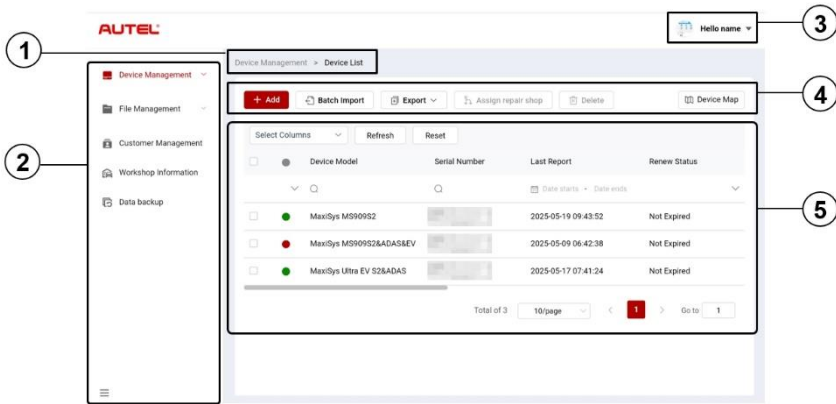 AUTEL
Hello name
3
1
Device Management > Device List
Device Management
+ Add
Batch Import
Export
Assign repair shop
Delete
Device Map
4
File Management
Select Columns
Refresh
Reset
Customer Management
Device Model
Serial Number
Last Report
Renew Status
2
Workshop Information
Date starts • Date ends
Data backup
MaxiSys MS909S2
2025-05-19 09:43:52
Not Expired
5
MaxiSys MS909S2&ADAS&EV
2025-05-09 06:42:38
Not Expired
MaxiSys Ultra EV S2&ADAS
2025-05-17 07:41:24
Not Expired
Total of 3
10/page
<
1
>
Go to
1